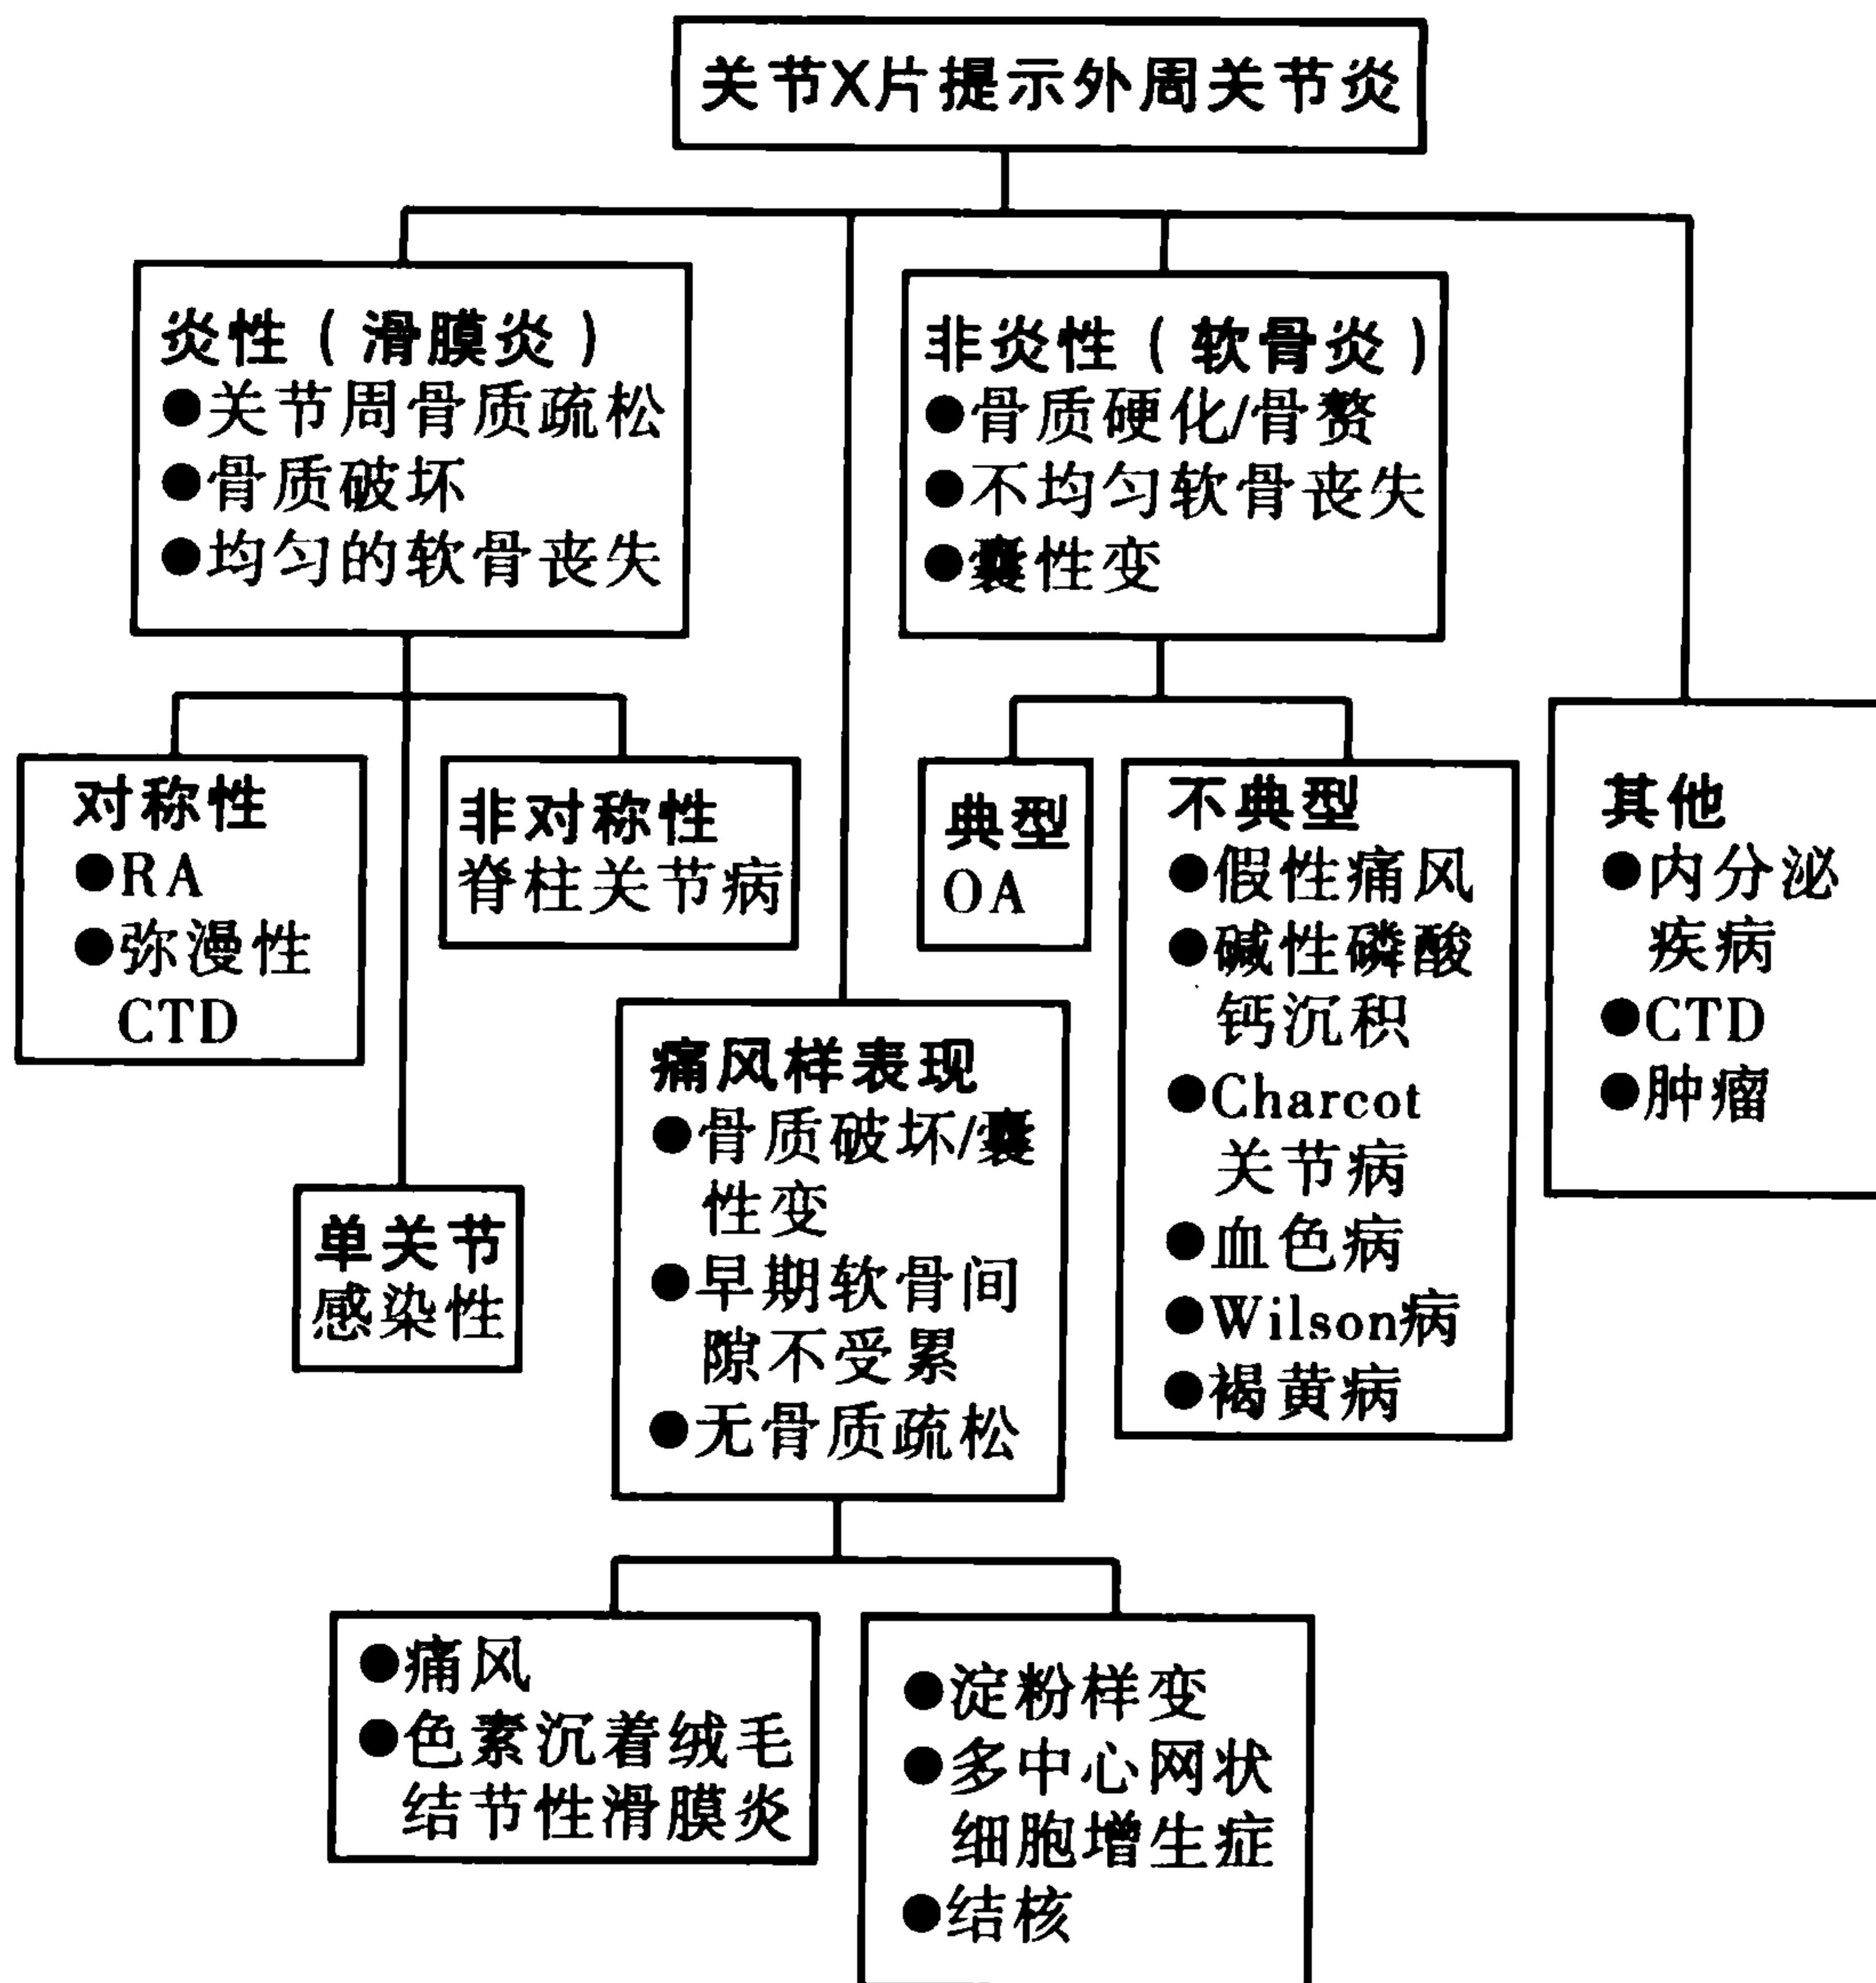 关节X片提示外周关节炎
炎性（滑膜炎）
●关节周骨质疏松
●骨质破坏
●均匀的软骨丧失
非炎性（软骨炎）
●骨质硬化/骨赘
●不均匀软骨丧失
●囊性变
对称性
●RA
●弥漫性
CTD
非对称性
脊柱关节病
单关节
感染性
典型
OA
不典型
●假性痛风
●碱性磷酸
钙沉积
●Charcot
关节病
●血色病
●Wilson病
●褐黄病
其他
●内分泌
疾病
●CTD
●肿瘤
痛风样表现
●骨质破坏/囊
性变
●早期软骨间
隙不受累
●无骨质疏松
●痛风
●色素沉着绒毛
结节性滑膜炎
●淀粉样变
●多中心网状
细胞增生症
●结核